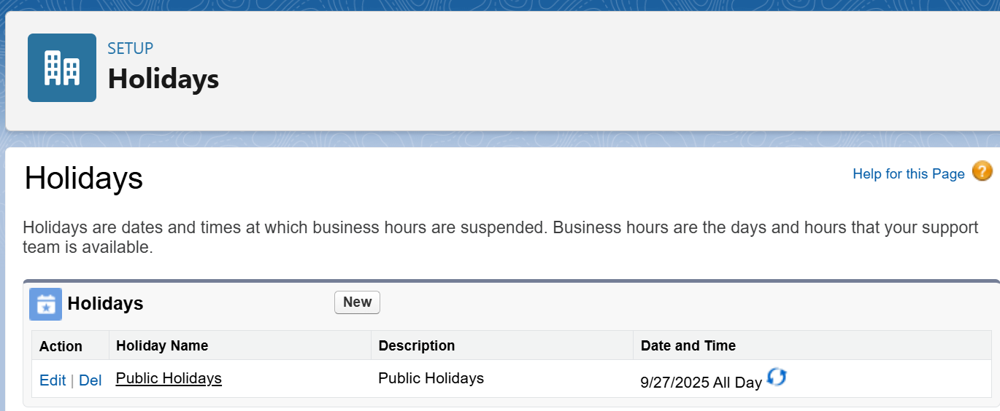 SETUP
Holidays
Holidays
Help for this Page ?
Holidays are dates and times at which business hours are suspended. Business hours are the days and hours that your support
team is available.
Holidays New
Action Holiday Name Description Date and Time
Edit | Del Public Holidays Public Holidays 9/27/2025 All Day